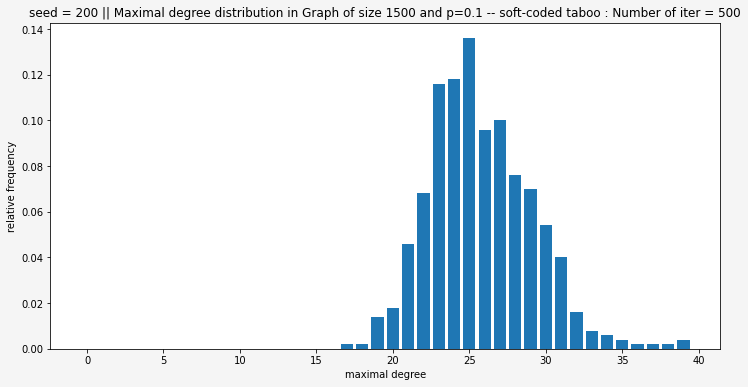 seed = 200 || Maximal degree distribution in Graph of size 1500 and p=0.1 -- soft-coded taboo : Number of iter = 500
0.14
0.12
0.10
0.08
0.06
0.04
0.02
0.00
relative frequency
0 5 10 15 20 25 30 35 40
maximal degree